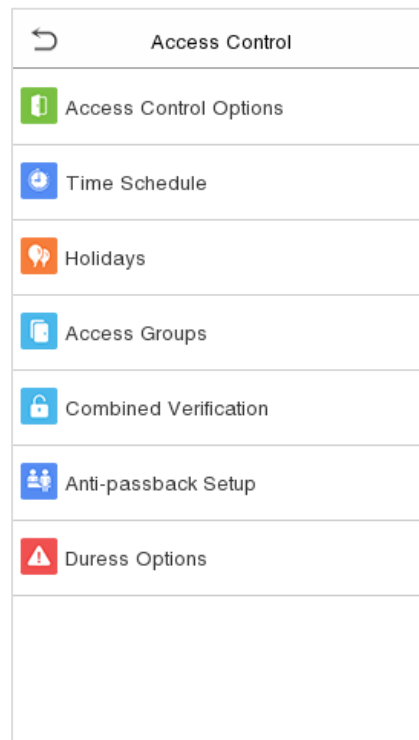 Access Control
Access Control Options
Time Schedule
Holidays
Access Groups
Combined Verification
Anti-passback Setup
Duress Options